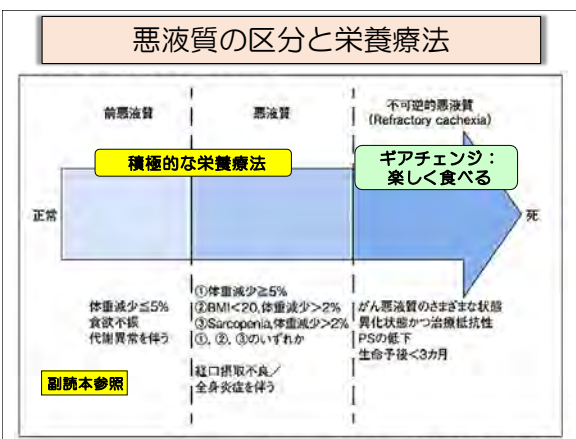 悪液質の区分と栄養療法
前悪液質
悪液質
不可逆的悪液質
(Refractory cachexia)
積極的な栄養療法
ギアチェンジ：
楽しく食べる
正常
死
体重減少≦5%
食欲不振
代謝異常を伴う
①体重減少≧5%
②BMI<20,体重減少>2%
③Sarcopenia,体重減少>2%
①, ②, ③のいずれか
経口摂取不良／
全身炎症を伴う
がん悪液質のさまざまな状態
異化状態かつ治療抵抗性
PSの低下
生命予後<3カ月
副読本参照